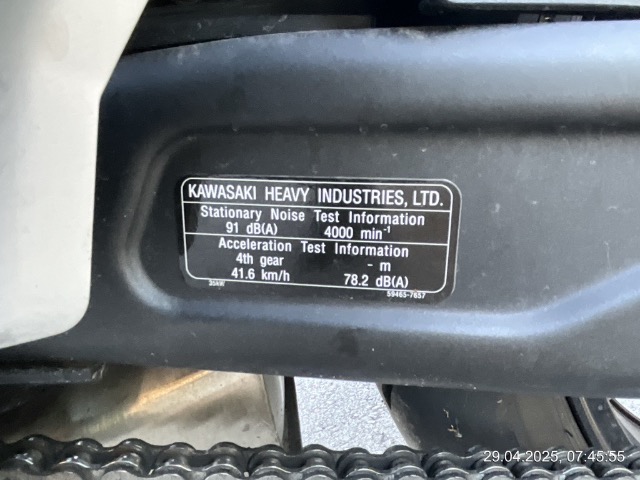 KAWASAKI HEAVY INDUSTRIES, LTD.
Stationary Noise Test Information
91 dB(A) 4000 min⁻¹
Acceleration Test Information
4th gear - m
41.6 km/h 78.2 dB(A)
59465-7657
29.04.2025, 07:45:55